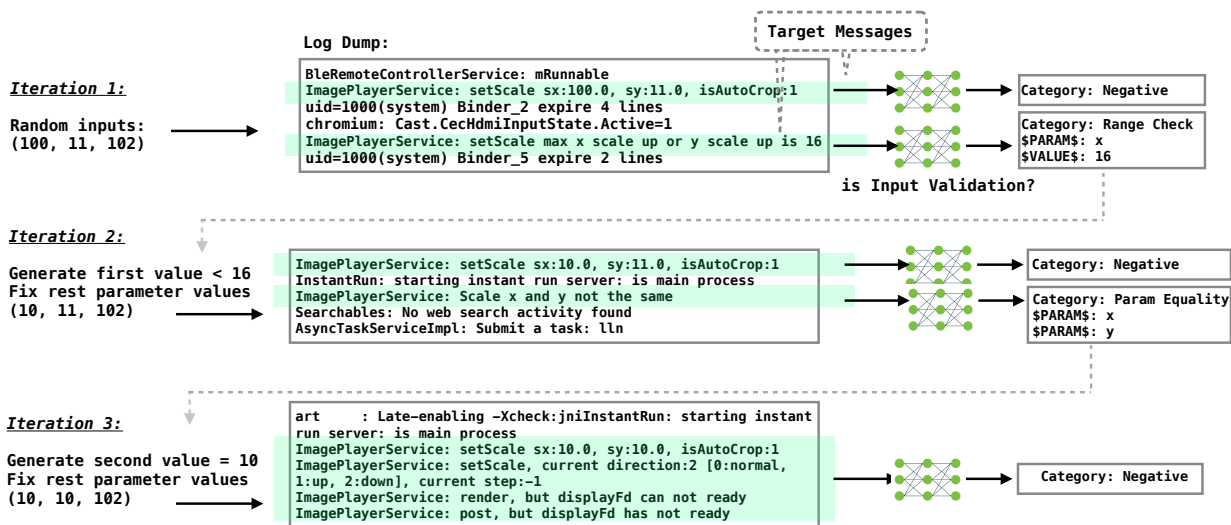 Target Messages
Log Dump:
Iteration 1:
Random inputs:
(100, 11, 102)
BleRemoteControllerService: mRunnable
ImagePlayerService: setScale sx:100.0, sy:11.0, isAutoCrop:1
uid=1000(system) Binder_2 expire 4 lines
chromium: Cast.CecHdmiInputState.Active=1
ImagePlayerService: setScale max x scale up or y scale up is 16
uid=1000(system) Binder_5 expire 2 lines
Category: Negative
Category: Range Check
$PARAM$: x
$VALUE$: 16
is Input Validation?
Iteration 2:
Generate first value < 16
Fix rest parameter values
(10, 11, 102)
ImagePlayerService: setScale sx:10.0, sy:11.0, isAutoCrop:1
InstantRun: starting instant run server: is main process
ImagePlayerService: Scale x and y not the same
Searchables: No web search activity found
AsyncTaskServiceImpl: Submit a task: lln
Category: Negative
Category: Param Equality
$PARAM$: x
$PARAM$: y
Iteration 3:
Generate second value = 10
Fix rest parameter values
(10, 10, 102)
art     : Late-enabling -Xcheck:jniInstantRun: starting instant
run server: is main process
ImagePlayerService: setScale sx:10.0, sy:10.0, isAutoCrop:1
ImagePlayerService: setScale, current direction:2 [0:normal,
1:up, 2:down], current step:-1
ImagePlayerService: render, but displayFd can not ready
ImagePlayerService: post, but displayFd has not ready
Category: Negative